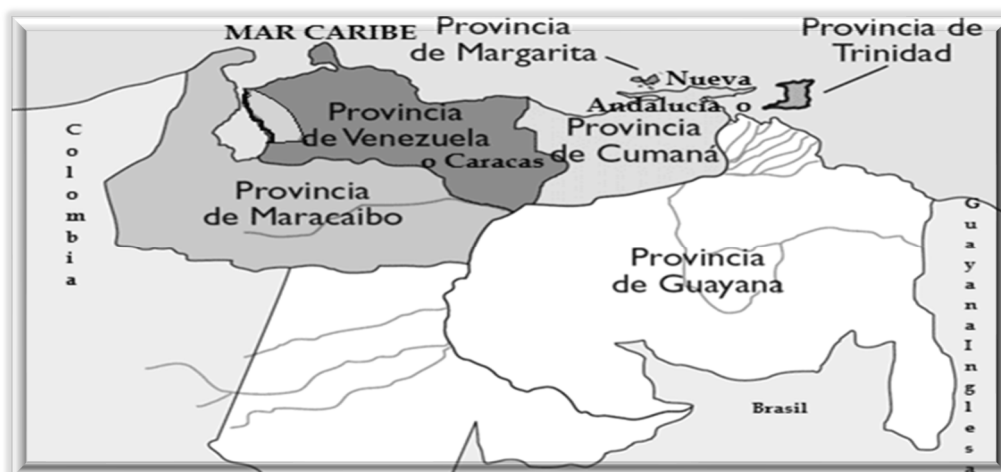 MAR CARIBE
Provincia
de Margarita
Provincia de
Trinidad
Nueva
Andalucía o
Provincia
de Cumaná
Provincia
de Venezuela
o Caracas
Provincia
de Maracaibo
Provincia
de Guayana
Colombia
Guayana Inglesa
Brasil